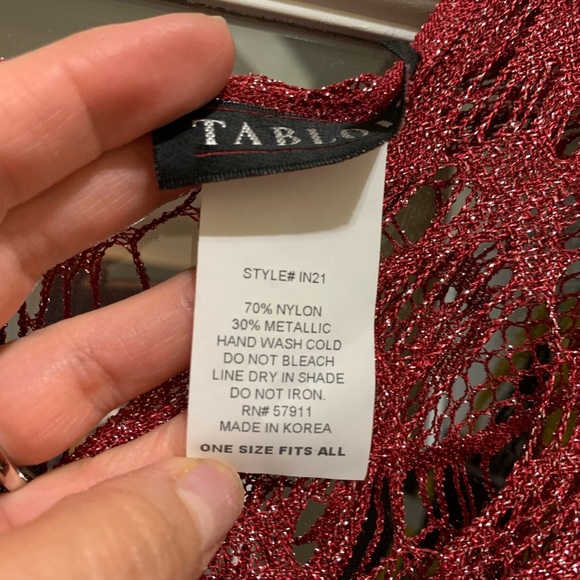 STYLE# IN21
70% NYLON
30% METALLIC
HAND WASH COLD
DO NOT BLEACH
LINE DRY IN SHADE
DO NOT IRON.
RN# 57911
MADE IN KOREA
ONE SIZE FITS ALL